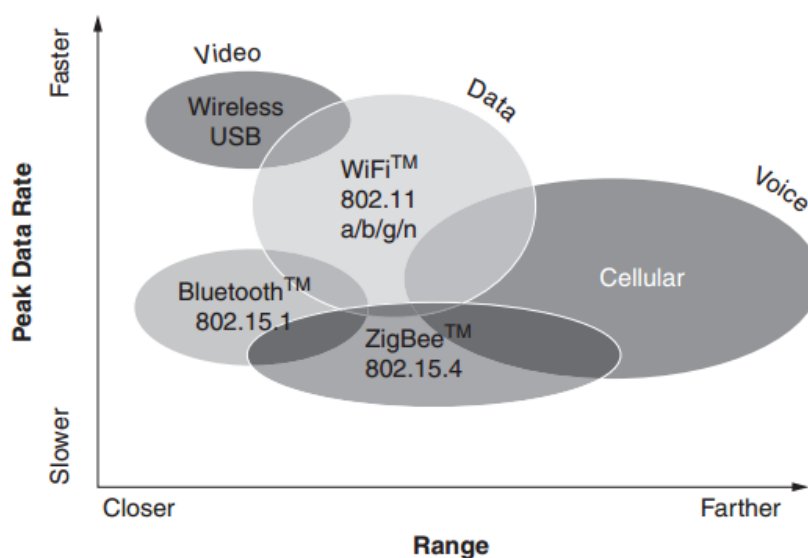 Faster
Slower
Peak Data Rate
Video
Wireless
USB
Data
WiFi™
802.11
a/b/g/n
Voice
Cellular
Bluetooth™
802.15.1
ZigBee™
802.15.4
Closer
Farther
Range